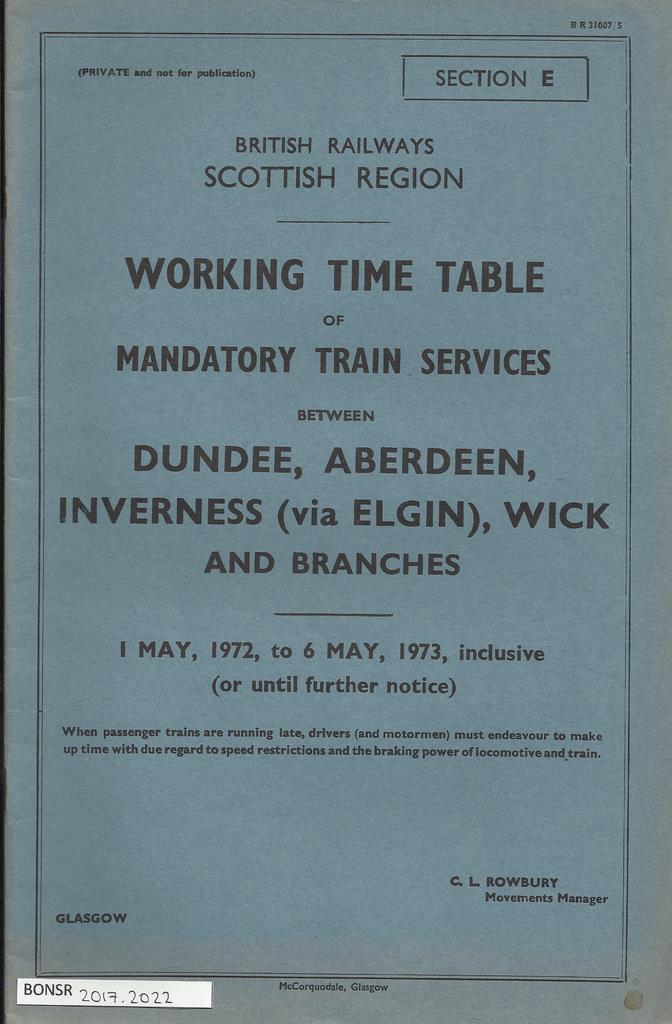 B R 31007/5
(PRIVATE and not for publication)
SECTION E
BRITISH RAILWAYS
SCOTTISH REGION
WORKING TIME TABLE
OF
MANDATORY TRAIN SERVICES
BETWEEN
DUNDEE, ABERDEEN,
INVERNESS (via ELGIN), WICK
AND BRANCHES
1 MAY, 1972, to 6 MAY, 1973, inclusive
(or until further notice)
When passenger trains are running late, drivers (and motormen) must endeavour to make
up time with due regard to speed restrictions and the braking power of locomotive and train.
C. L. ROWBURY
Movements Manager
GLASGOW
McCorquodale, Glasgow
BONSR 2017.2022